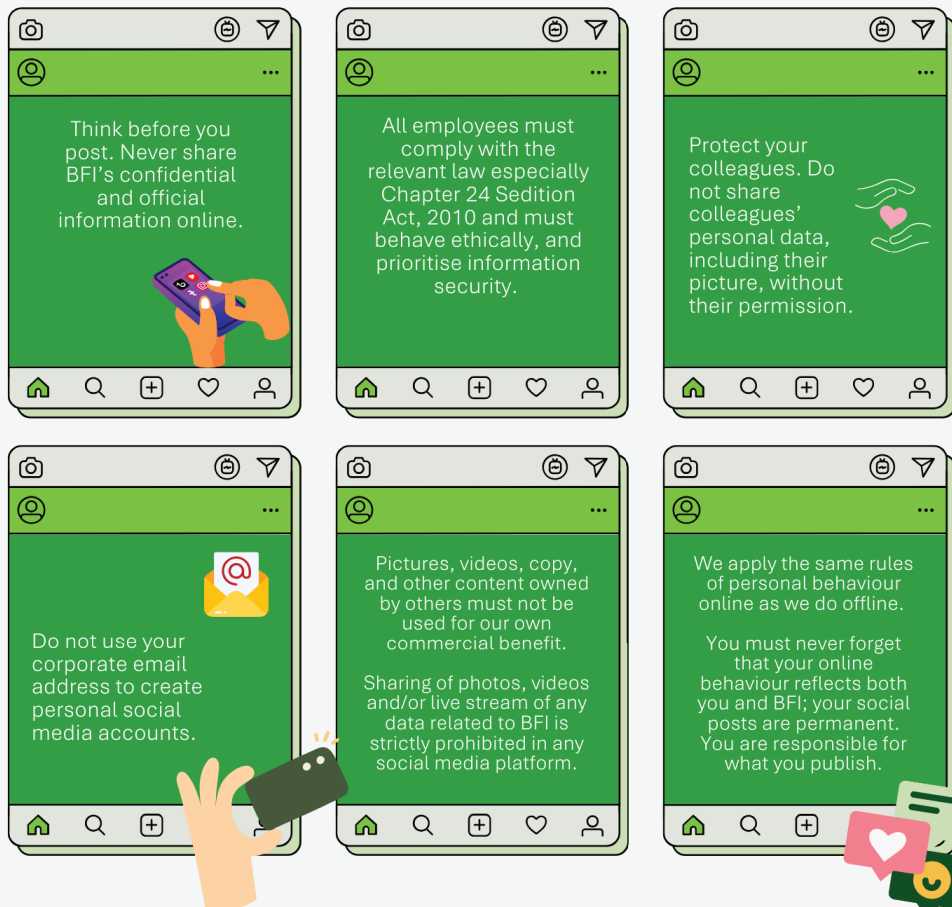 Think before you
post. Never share
BFI’s confidential
and official
information online.
All employees must
comply with the
relevant law especially
Chapter 24 Sedition
Act, 2010 and must
behave ethically, and
prioritise information
security.
Protect your
colleagues. Do
not share
colleagues’
personal data,
including their
picture, without
their permission.
Do not use your
corporate email
address to create
personal social
media accounts.
Pictures, videos, copy,
and other content owned
by others must not be
used for our own
commercial benefit.
Sharing of photos, videos
and/or live stream of any
data related to BFI is
strictly prohibited in any
social media platform.
We apply the same rules
of personal behaviour
online as we do offline.
You must never forget
that your online
behaviour reflects both
you and BFI; your social
posts are permanent.
You are responsible for
what you publish.